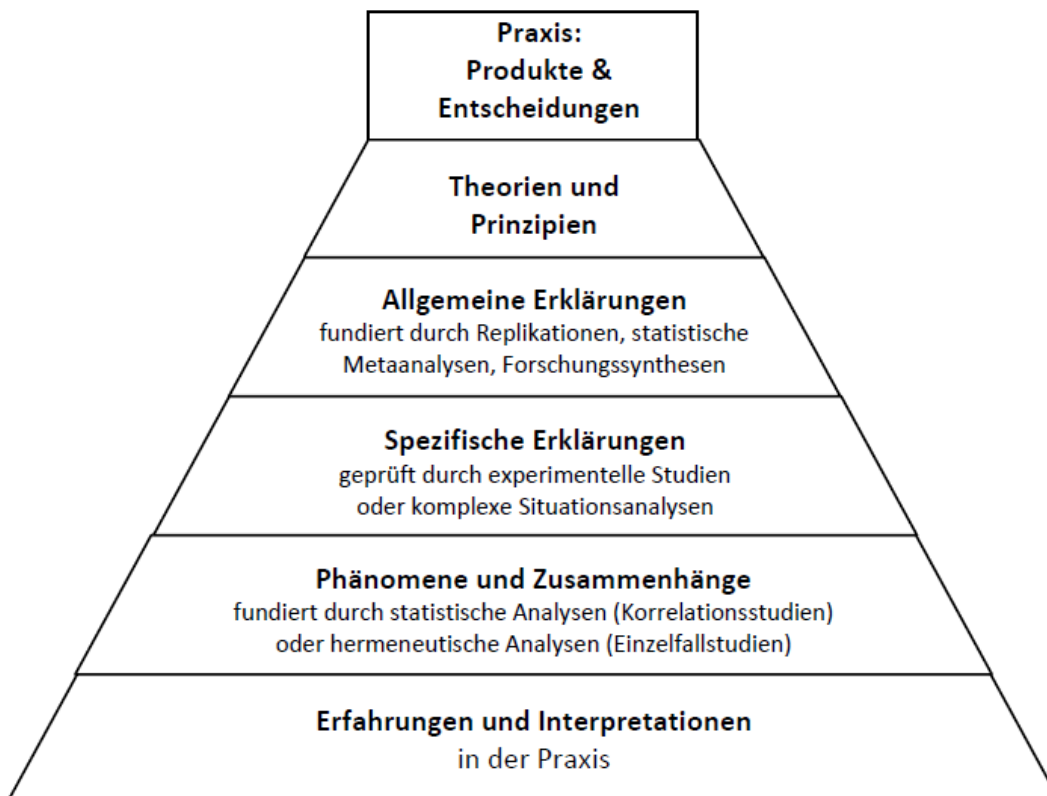 Praxis:
Produkte &
Entscheidungen
Theorien und
Prinzipien
Allgemeine Erklärungen
fundiert durch Replikationen, statistische
Metaanalysen, Forschungssynthesen
Spezifische Erklärungen
geprüft durch experimentelle Studien
oder komplexe Situationsanalysen
Phänomene und Zusammenhänge
fundiert durch statistische Analysen (Korrelationsstudien)
oder hermeneutische Analysen (Einzelfallstudien)
Erfahrungen und Interpretationen
in der Praxis